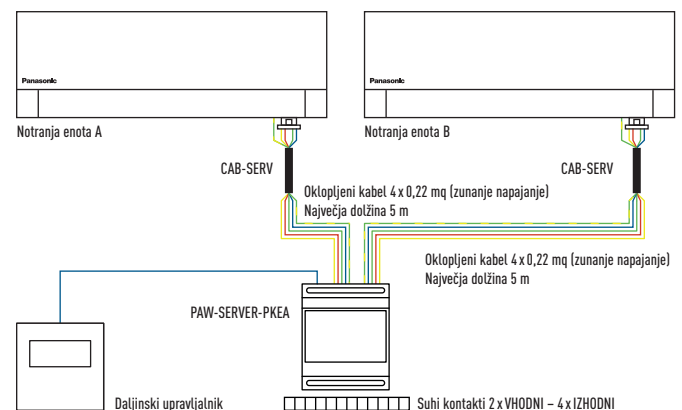 Panasonic
Panasonic
Notranja enota A
Notranja enota B
CAB-SERV
CAB-SERV
Oklopljeni kabel 4 x 0,22 mq (zunanje napajanje)
Največja dolžina 5 m
Oklopljeni kabel 4 x 0,22 mq (zunanje napajanje)
Največja dolžina 5 m
PAW-SERVER-PKEA
Daljinski upravljalnik
Suhi kontakti 2 x VHODNI – 4 x IZHODNI